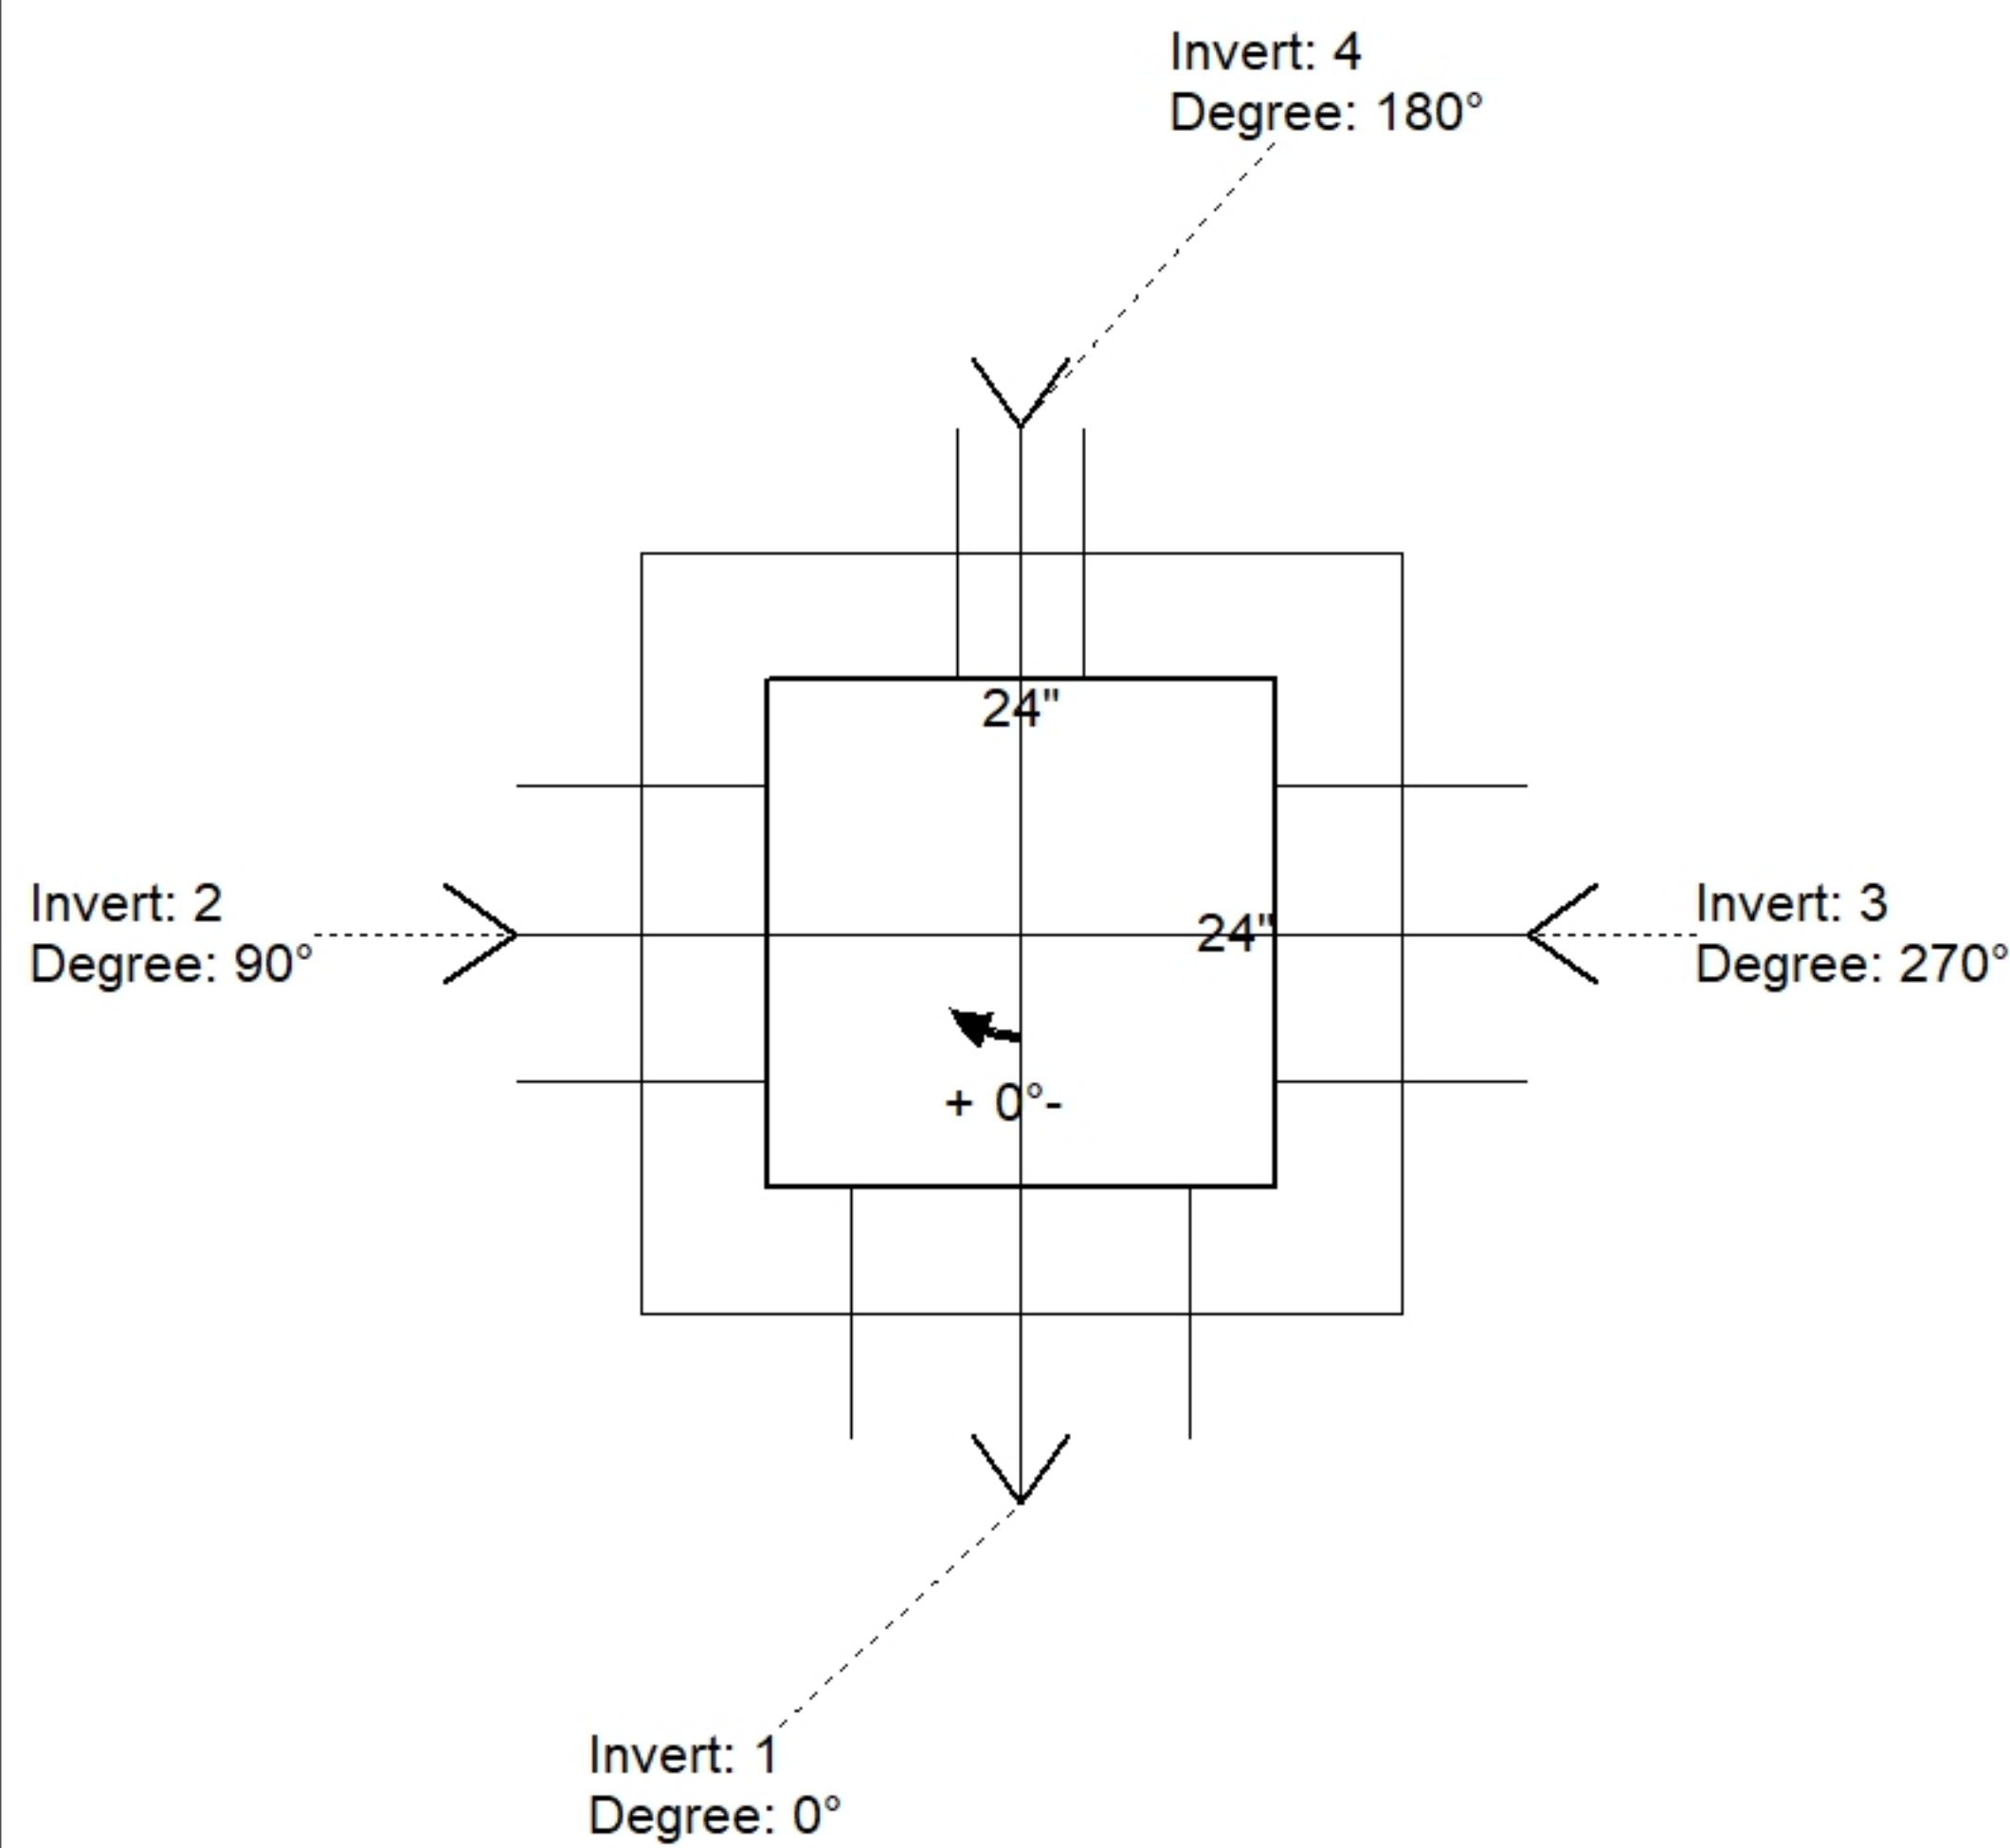 Invert: 4
Degree: 180°
24"
Invert: 2
Degree: 90°
24"
Invert: 3
Degree: 270°
+ 0°-
Invert: 1
Degree: 0°